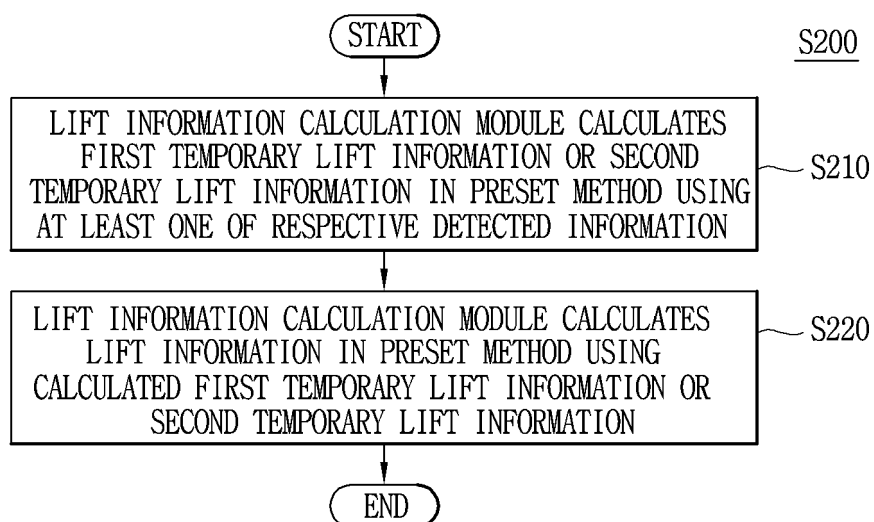 START
S200
LIFT INFORMATION CALCULATION MODULE CALCULATES
FIRST TEMPORARY LIFT INFORMATION OR SECOND
TEMPORARY LIFT INFORMATION IN PRESET METHOD USING
AT LEAST ONE OF RESPECTIVE DETECTED INFORMATION
S210
LIFT INFORMATION CALCULATION MODULE CALCULATES
LIFT INFORMATION IN PRESET METHOD USING
CALCULATED FIRST TEMPORARY LIFT INFORMATION OR
SECOND TEMPORARY LIFT INFORMATION
S220
END